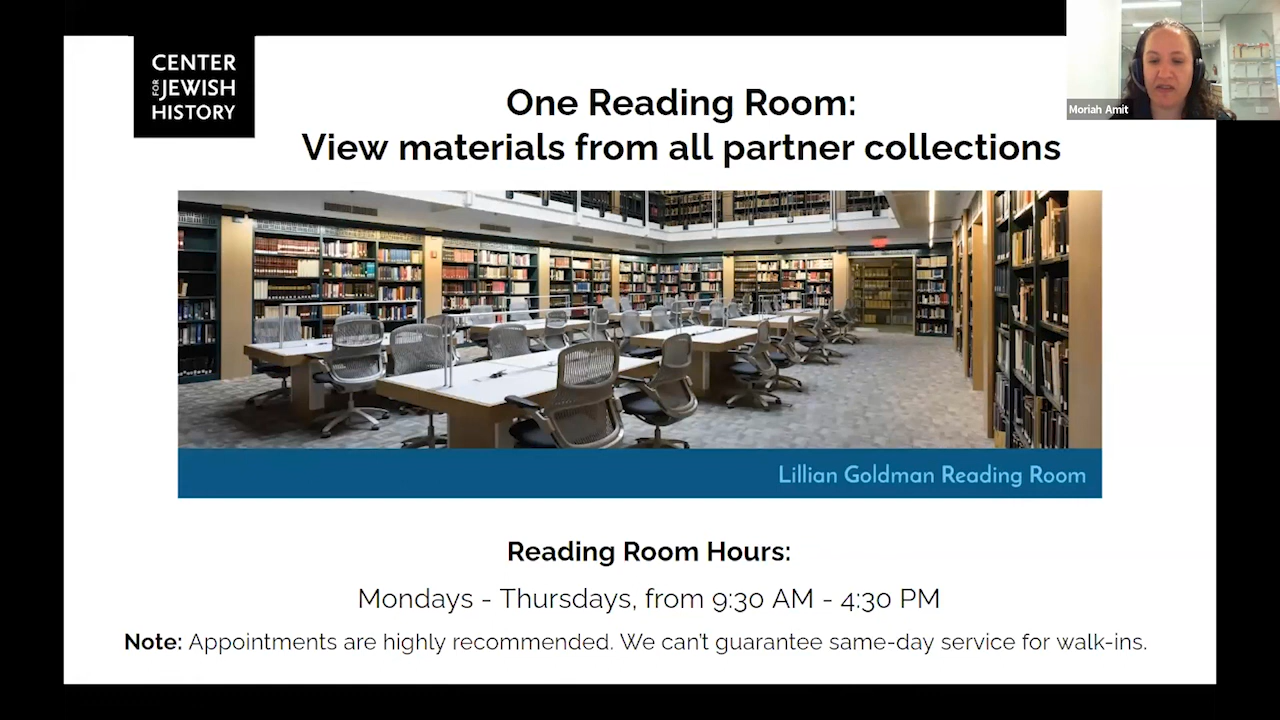 CENTER
FOR JEWISH
HISTORY
One Reading Room:
View materials from all partner collections
Moriah Amit
Lillian Goldman Reading Room
Reading Room Hours:
Mondays - Thursdays, from 9:30 AM - 4:30 PM
Note: Appointments are highly recommended. We can't guarantee same-day service for walk-ins.